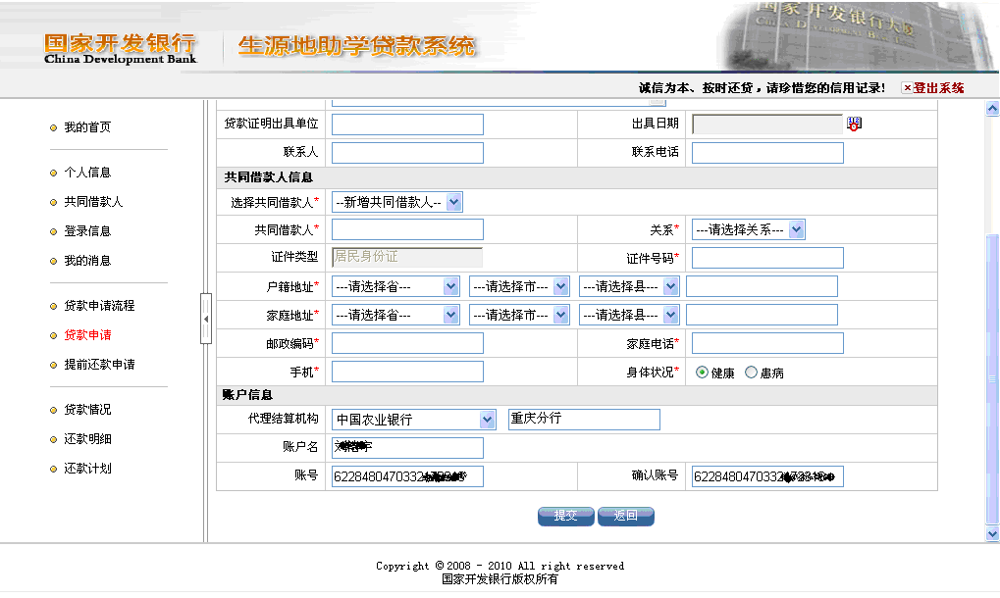 国家开发银行
China Development Bank
生源地助学贷款系统
国家开发银行大厦
诚信为本、按时还贷，请珍惜您的信用记录!
登出系统
我的首页
个人信息
共同借款人
登录信息
我的消息
贷款申请流程
贷款申请
提前还款申请
贷款情况
还款明细
还款计划
贷款证明出具单位
出具日期
联系人
联系电话
共同借款人信息
选择共同借款人* --新增共同借款人--
共同借款人*
关系* ---请选择关系---
证件类型 居民身份证
证件号码*
户籍地址* ---请选择省--- ---请选择市--- ---请选择县---
家庭地址* ---请选择省--- ---请选择市--- ---请选择县---
邮政编码*
家庭电话*
手机*
身体状况* 健康 患病
账户信息
代理结算机构 中国农业银行 重庆分行
账户名
账号 6228480470332
确认账号 6228480470332
提交 返回
Copyright ©2008 - 2010 All right reserved
国家开发银行版权所有